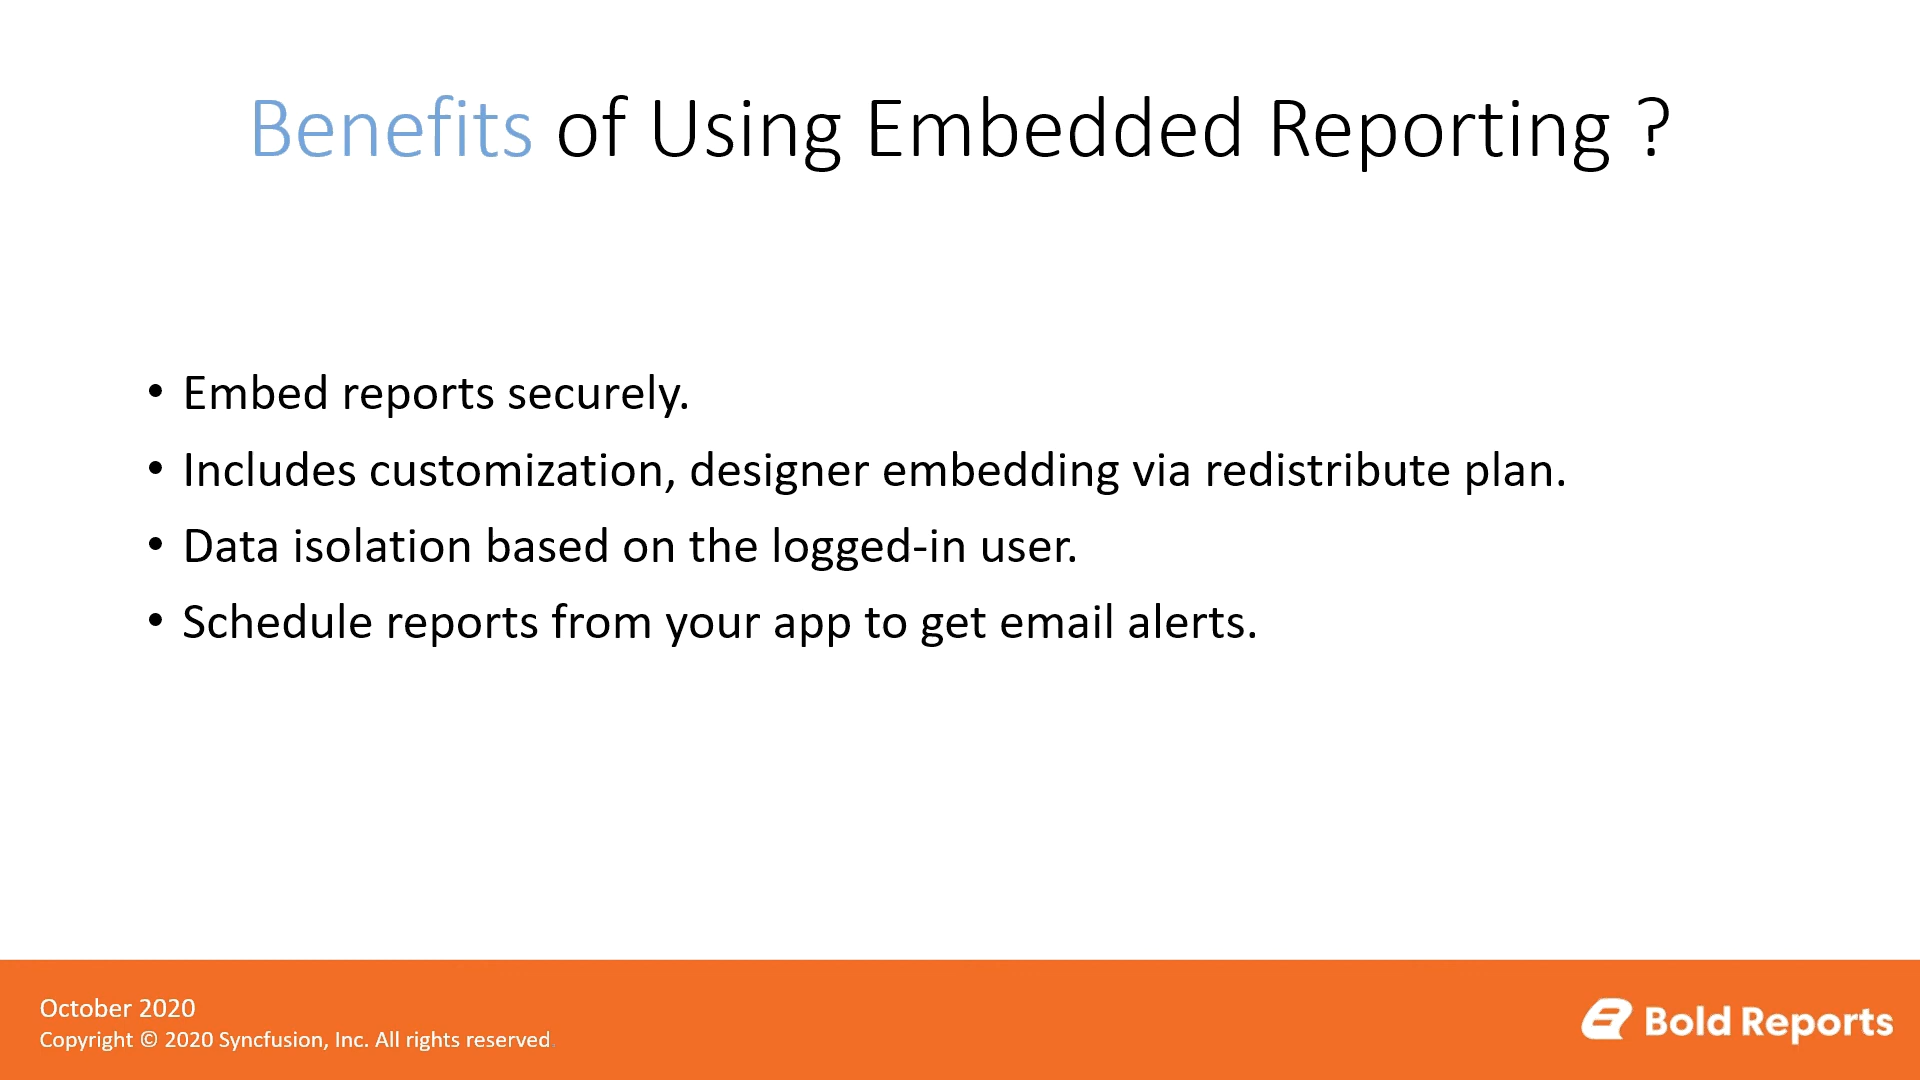 Benefits of Using Embedded Reporting ?
• Embed reports securely.
• Includes customization, designer embedding via redistribute plan.
• Data isolation based on the logged-in user.
• Schedule reports from your app to get email alerts.
October 2020
Copyright © 2020 Syncfusion, Inc. All rights reserved.
Bold Reports